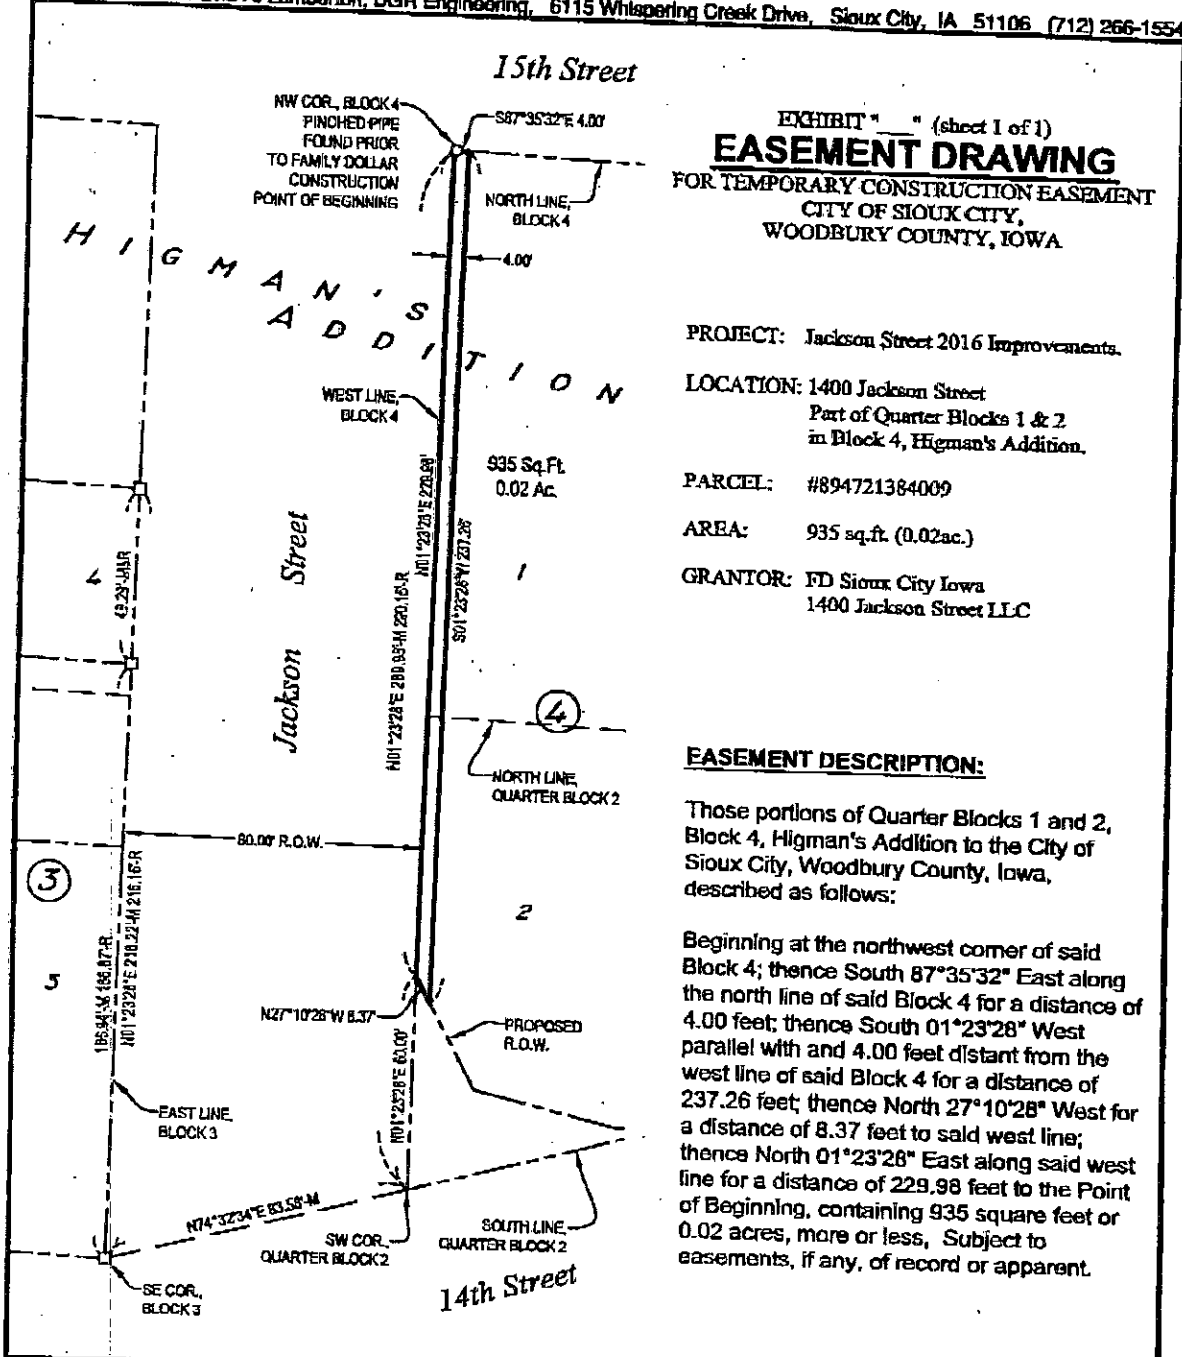 DGR Engineering, 6115 Whispering Creek Drive, Sioux City, IA 51106 (712) 266-1554
15th Street
NW COR., BLOCK 4
PINCHED PIPE
FOUND PRIOR
TO FAMILY DOLLAR
CONSTRUCTION
POINT OF BEGINNING
S87°35'32"E 4.00'
NORTH LINE,
BLOCK 4
4.00'
EXHIBIT "___" (sheet 1 of 1)
EASEMENT DRAWING
FOR TEMPORARY CONSTRUCTION EASEMENT
CITY OF SIOUX CITY,
WOODBURY COUNTY, IOWA
HIGMAN'S
ADDITION
WEST LINE,
BLOCK 4
935 Sq.Ft.
0.02 Ac.
PROJECT: Jackson Street 2016 Improvements.
LOCATION: 1400 Jackson Street
Part of Quarter Blocks 1 & 2
in Block 4, Higman's Addition.
PARCEL: #894721384009
AREA: 935 sq.ft. (0.02ac.)
GRANTOR: FD Sioux City Iowa
1400 Jackson Street LLC
4
49.29'-M&R
Jackson Street
N01°23'28"E 229.98'
S01°23'28"W 237.26'
N01°23'28"E 289.98'-M 290.16'-R
1
4
NORTH LINE,
QUARTER BLOCK 2
80.00' R.O.W.
3
5
2
N01°23'28"E 216.22'-M 216.16'-R
N27°10'28"W 8.37'
PROPOSED
R.O.W.
N01°23'28"E 60.00'
EAST LINE,
BLOCK 3
N74°32'34"E 83.58'-M
SW COR.,
QUARTER BLOCK 2
SOUTH LINE,
QUARTER BLOCK 2
SE COR.,
BLOCK 3
14th Street
EASEMENT DESCRIPTION:
Those portions of Quarter Blocks 1 and 2,
Block 4, Higman's Addition to the City of
Sioux City, Woodbury County, Iowa,
described as follows:
Beginning at the northwest corner of said
Block 4; thence South 87°35'32" East along
the north line of said Block 4 for a distance of
4.00 feet; thence South 01°23'28" West
parallel with and 4.00 feet distant from the
west line of said Block 4 for a distance of
237.26 feet; thence North 27°10'28" West for
a distance of 8.37 feet to said west line;
thence North 01°23'28" East along said west
line for a distance of 229.98 feet to the Point
of Beginning, containing 935 square feet or
0.02 acres, more or less, Subject to
easements, if any, of record or apparent.